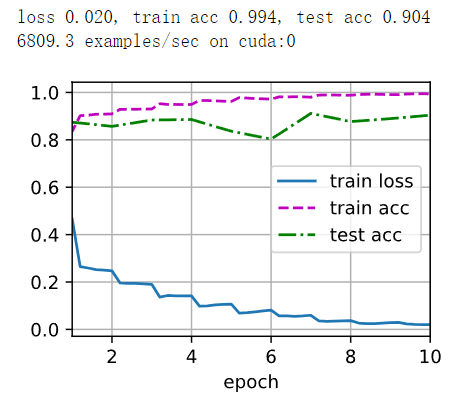 loss 0.020, train acc 0.994, test acc 0.904
6809.3 examples/sec on cuda:0
1.0
0.8
0.6
0.4
0.2
0.0
train loss
train acc
test acc
2 4 6 8 10
epoch